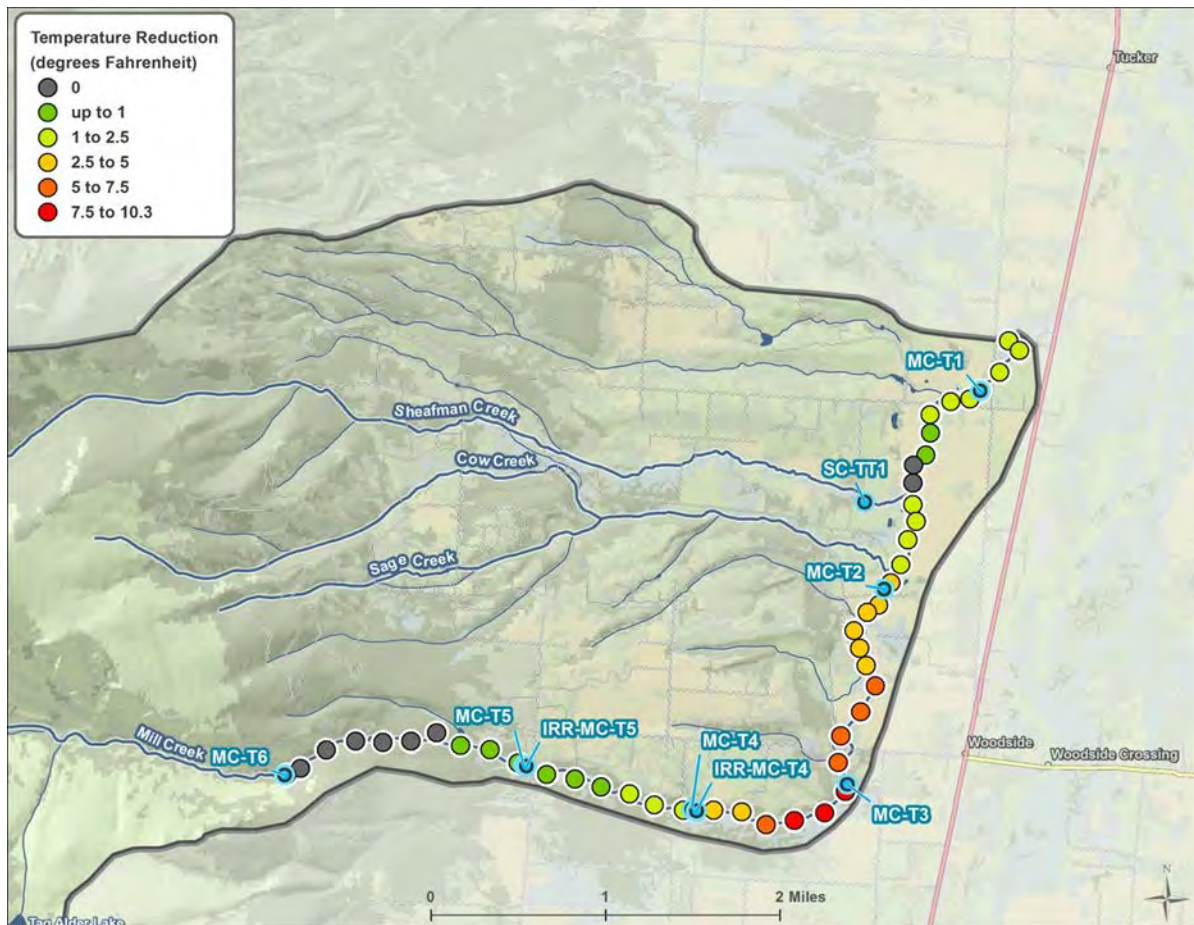 Temperature Reduction
(degrees Fahrenheit)
0
up to 1
1 to 2.5
2.5 to 5
5 to 7.5
7.5 to 10.3
Tucker
MC-T1
Sheafman Creek
Cow Creek
SC-TT1
Sage Creek
MC-T2
Mill Creek
MC-T6
MC-T5
IRR-MC-T5
MC-T4
IRR-MC-T4
Woodside
Woodside Crossing
MC-T3
0
1
2 Miles
N
Tag Alder Lake